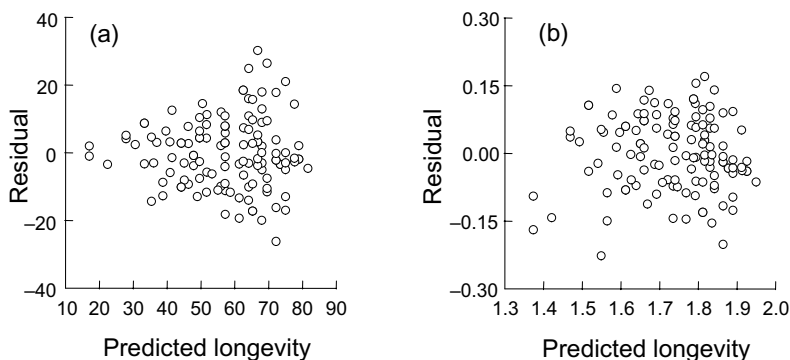 (a)
40
20
0
–20
–40
Residual
10 20 30 40 50 60 70 80 90
Predicted longevity
(b)
0.30
0.15
0.00
–0.15
–0.30
Residual
1.3 1.4 1.5 1.6 1.7 1.8 1.9 2.0
Predicted longevity